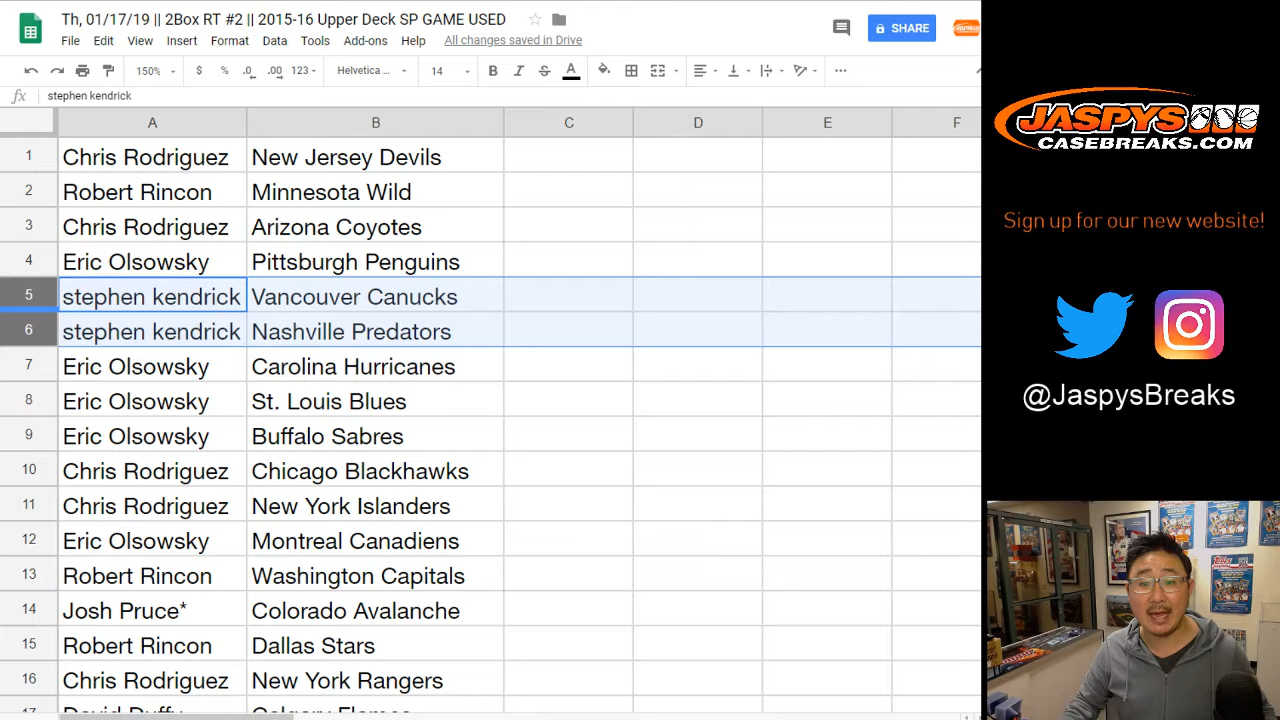 Th, 01/17/19 || 2Box RT #2 || 2015-16 Upper Deck SP GAME USED
File Edit View Insert Format Data Tools Add-ons Help All changes saved in Drive
SHARE
150% $ % .0 .00 123 Helvetica ... 14 B I S A
fx stephen kendrick
A B C D E F
1 Chris Rodriguez New Jersey Devils
2 Robert Rincon Minnesota Wild
3 Chris Rodriguez Arizona Coyotes
4 Eric Olsowsky Pittsburgh Penguins
5 stephen kendrick Vancouver Canucks
6 stephen kendrick Nashville Predators
7 Eric Olsowsky Carolina Hurricanes
8 Eric Olsowsky St. Louis Blues
9 Eric Olsowsky Buffalo Sabres
10 Chris Rodriguez Chicago Blackhawks
11 Chris Rodriguez New York Islanders
12 Eric Olsowsky Montreal Canadiens
13 Robert Rincon Washington Capitals
14 Josh Pruce* Colorado Avalanche
15 Robert Rincon Dallas Stars
16 Chris Rodriguez New York Rangers
17 David Duffy Calgary Flames
JASPYS
CASEBREAKS.COM
Sign up for our new website!
@JaspysBreaks